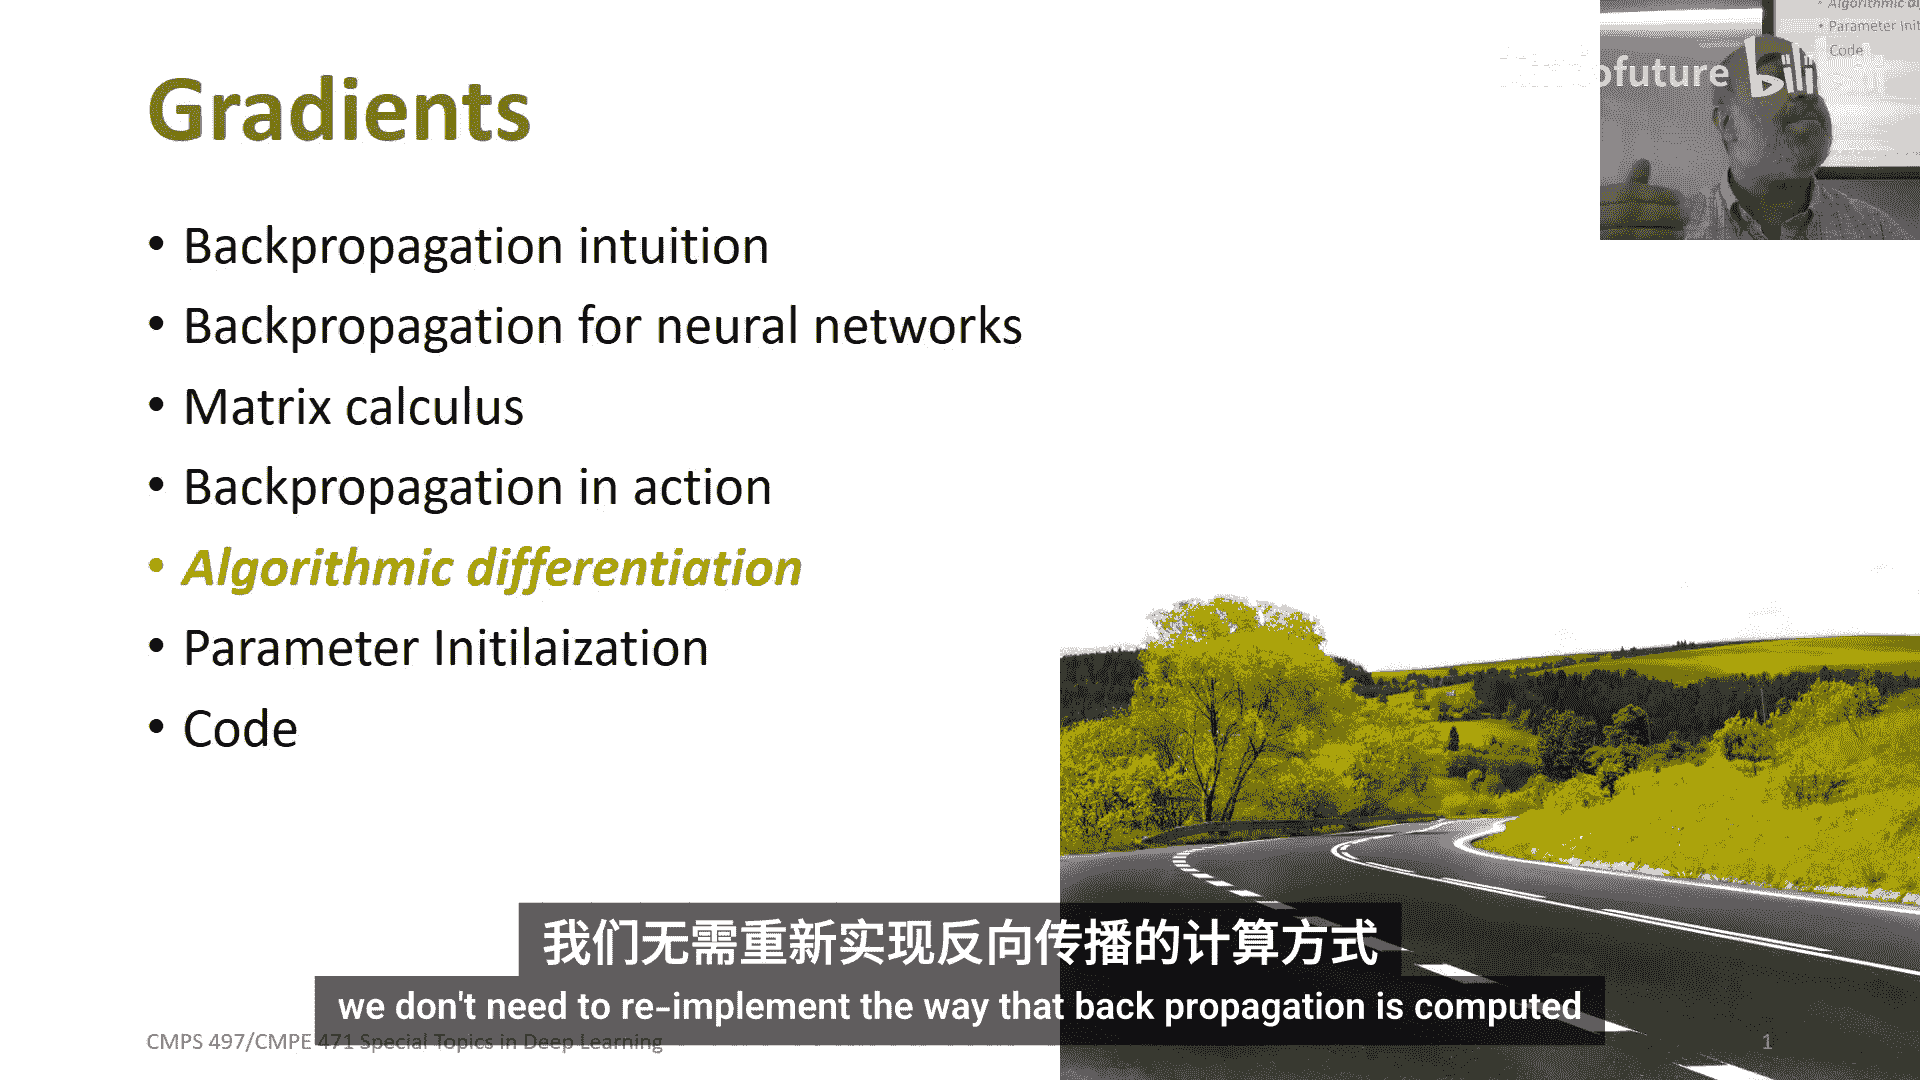 Gradients
• Backpropagation intuition
• Backpropagation for neural networks
• Matrix calculus
• Backpropagation in action
• Algorithmic differentiation
• Parameter Initilaization
• Code
ofuture bili
Parameter Init
Code
我们无需重新实现反向传播的计算方式
we don't need to re-implement the way that back propagation is computed
CMPS 497/CMPE 471 Special Topics in Deep Learning
1